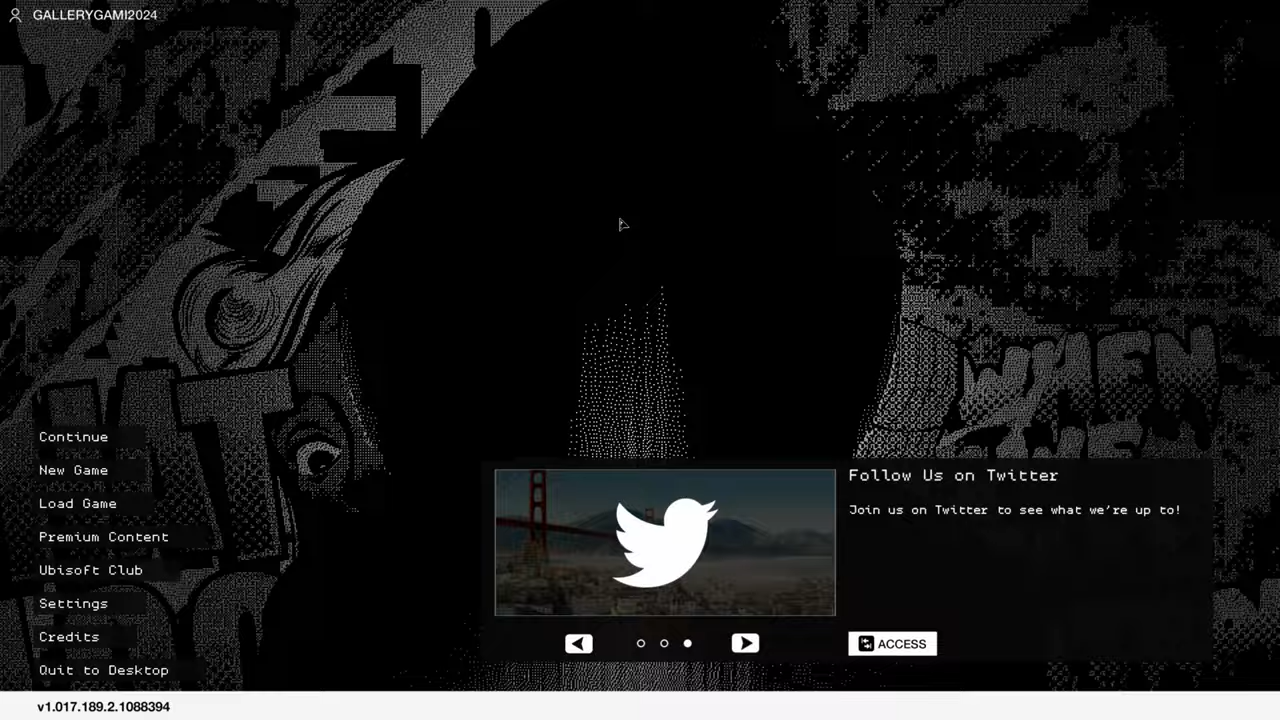 GALLERYGAMI2024
WHEN
Continue
New Game
Load Game
Premium Content
Ubisoft Club
Settings
Credits
Quit to Desktop
Follow Us on Twitter
Join us on Twitter to see what we're up to!
ACCESS
v1.017.189.2.1088394